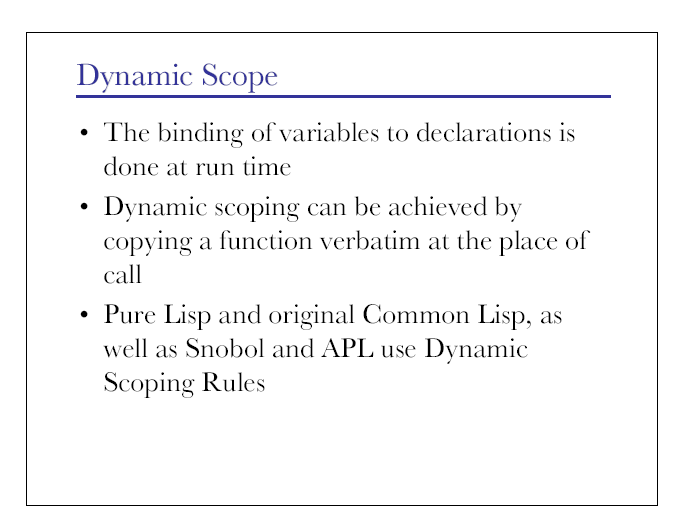 Dynamic Scope
• The binding of variables to declarations is
done at run time
• Dynamic scoping can be achieved by
copying a function verbatim at the place of
call
• Pure Lisp and original Common Lisp, as
well as Snobol and APL use Dynamic
Scoping Rules